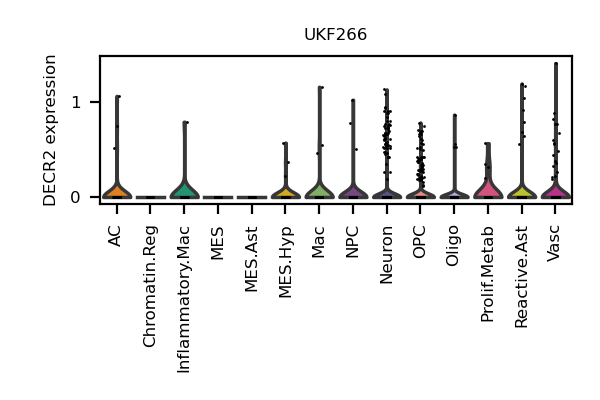 UKF266
DECR2 expression
1
0
AC
Chromatin.Reg
Inflammatory.Mac
MES
MES.Ast
MES.Hyp
Mac
NPC
Neuron
OPC
Oligo
Prolif.Metab
Reactive.Ast
Vasc